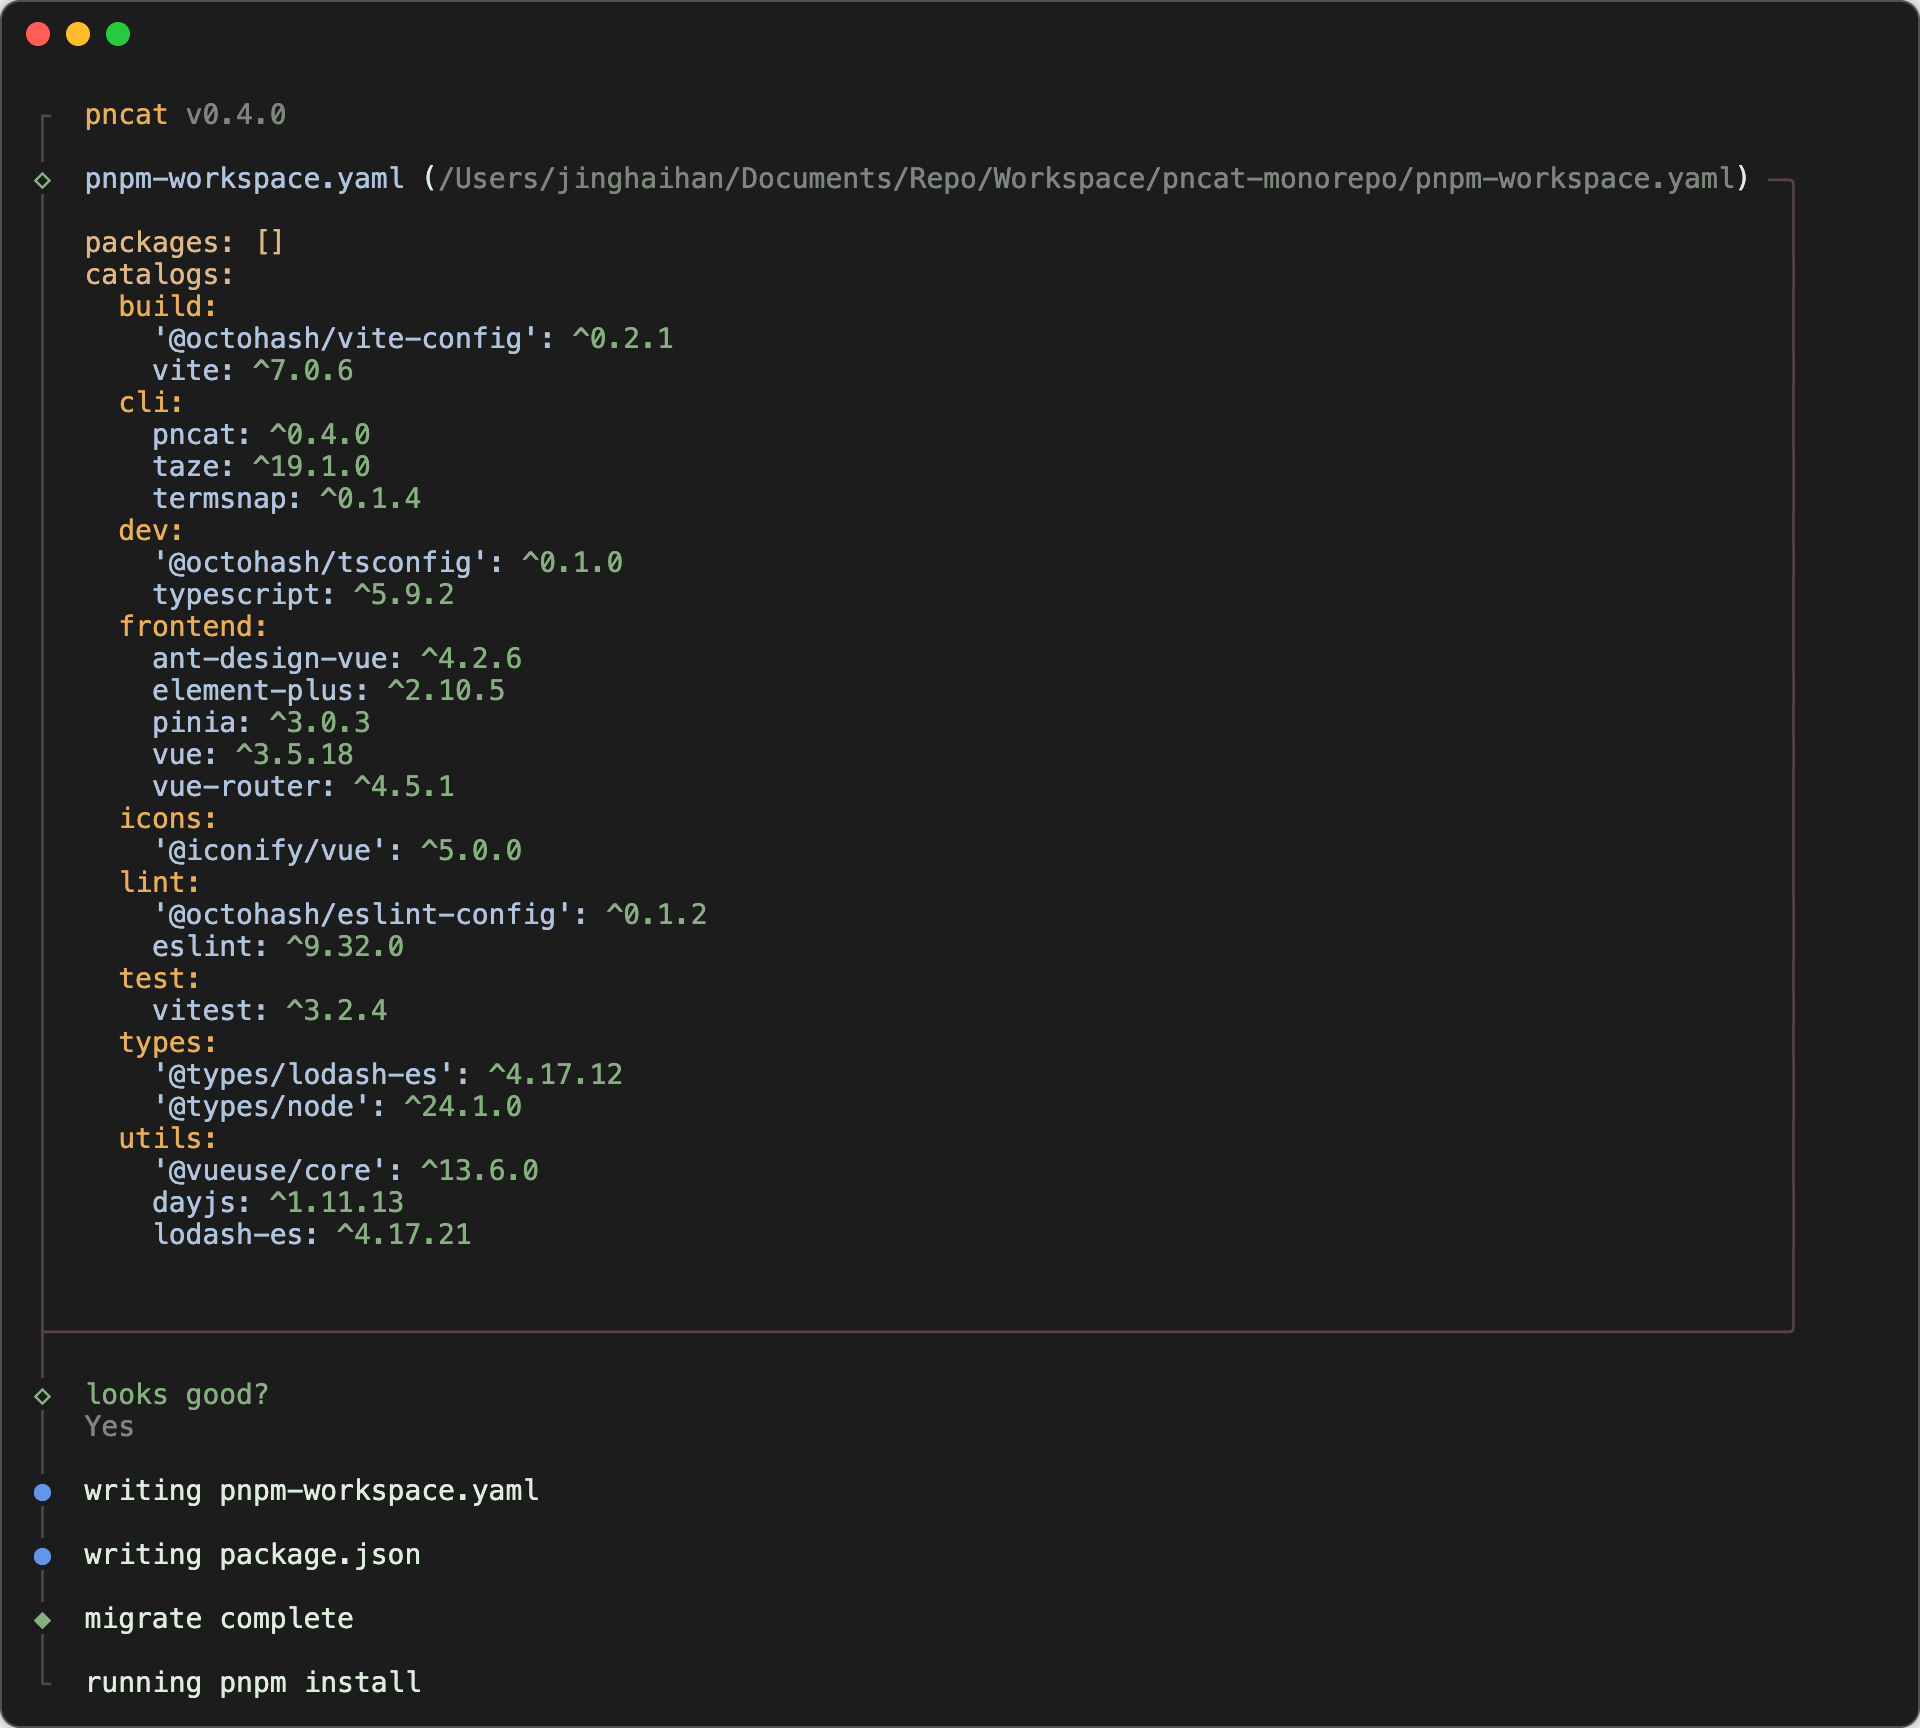 pncat v0.4.0
pnpm-workspace.yaml (/Users/jinghaihan/Documents/Repo/Workspace/pncat-monorepo/pnpm-workspace.yaml)
packages: []
catalogs:
  build:
    '@octohash/vite-config': ^0.2.1
    vite: ^7.0.6
  cli:
    pncat: ^0.4.0
    taze: ^19.1.0
    termsnap: ^0.1.4
  dev:
    '@octohash/tsconfig': ^0.1.0
    typescript: ^5.9.2
  frontend:
    ant-design-vue: ^4.2.6
    element-plus: ^2.10.5
    pinia: ^3.0.3
    vue: ^3.5.18
    vue-router: ^4.5.1
  icons:
    '@iconify/vue': ^5.0.0
  lint:
    '@octohash/eslint-config': ^0.1.2
    eslint: ^9.32.0
  test:
    vitest: ^3.2.4
  types:
    '@types/lodash-es': ^4.17.12
    '@types/node': ^24.1.0
  utils:
    '@vueuse/core': ^13.6.0
    dayjs: ^1.11.13
    lodash-es: ^4.17.21
looks good?
Yes
writing pnpm-workspace.yaml
writing package.json
migrate complete
running pnpm install